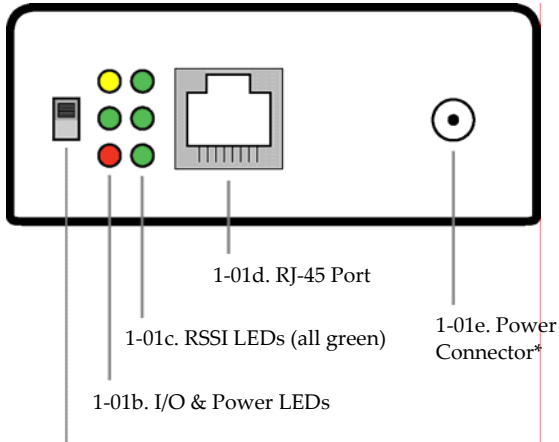 1-01d. RJ-45 Port
1-01c. RSSI LEDs (all green)
1-01e. Power
Connector*
1-01b. I/O & Power LEDs